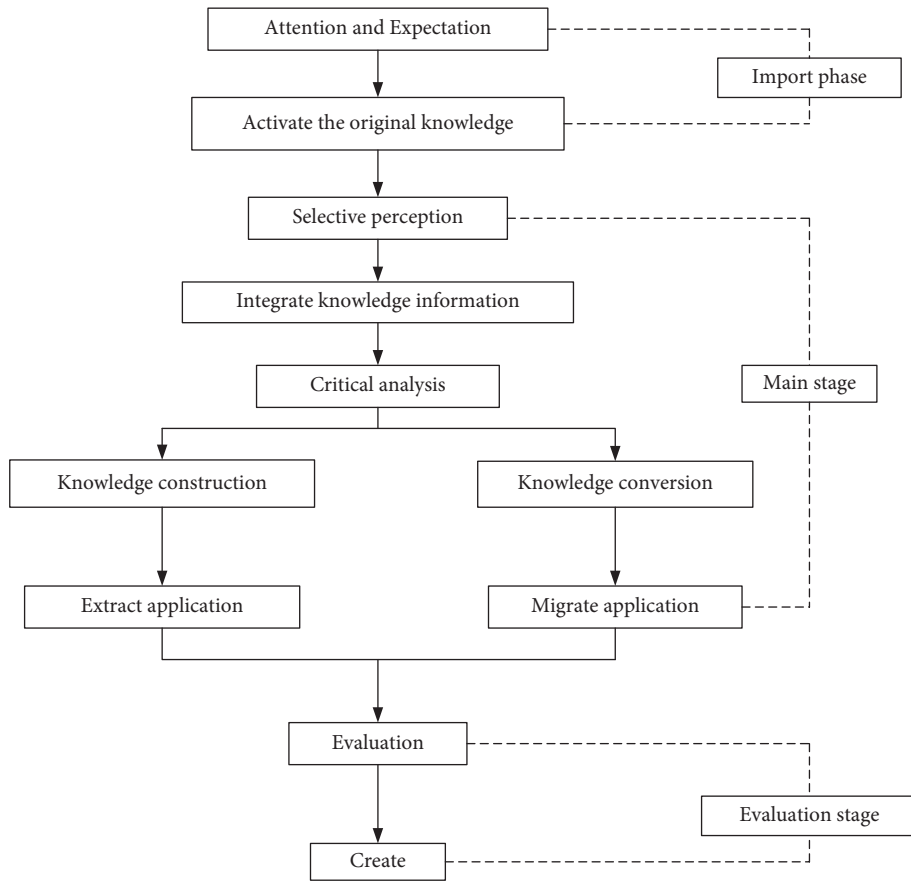 Attention and Expectation
Import phase
Activate the original knowledge
Selective perception
Integrate knowledge information
Critical analysis
Main stage
Knowledge construction
Knowledge conversion
Extract application
Migrate application
Evaluation
Evaluation stage
Create